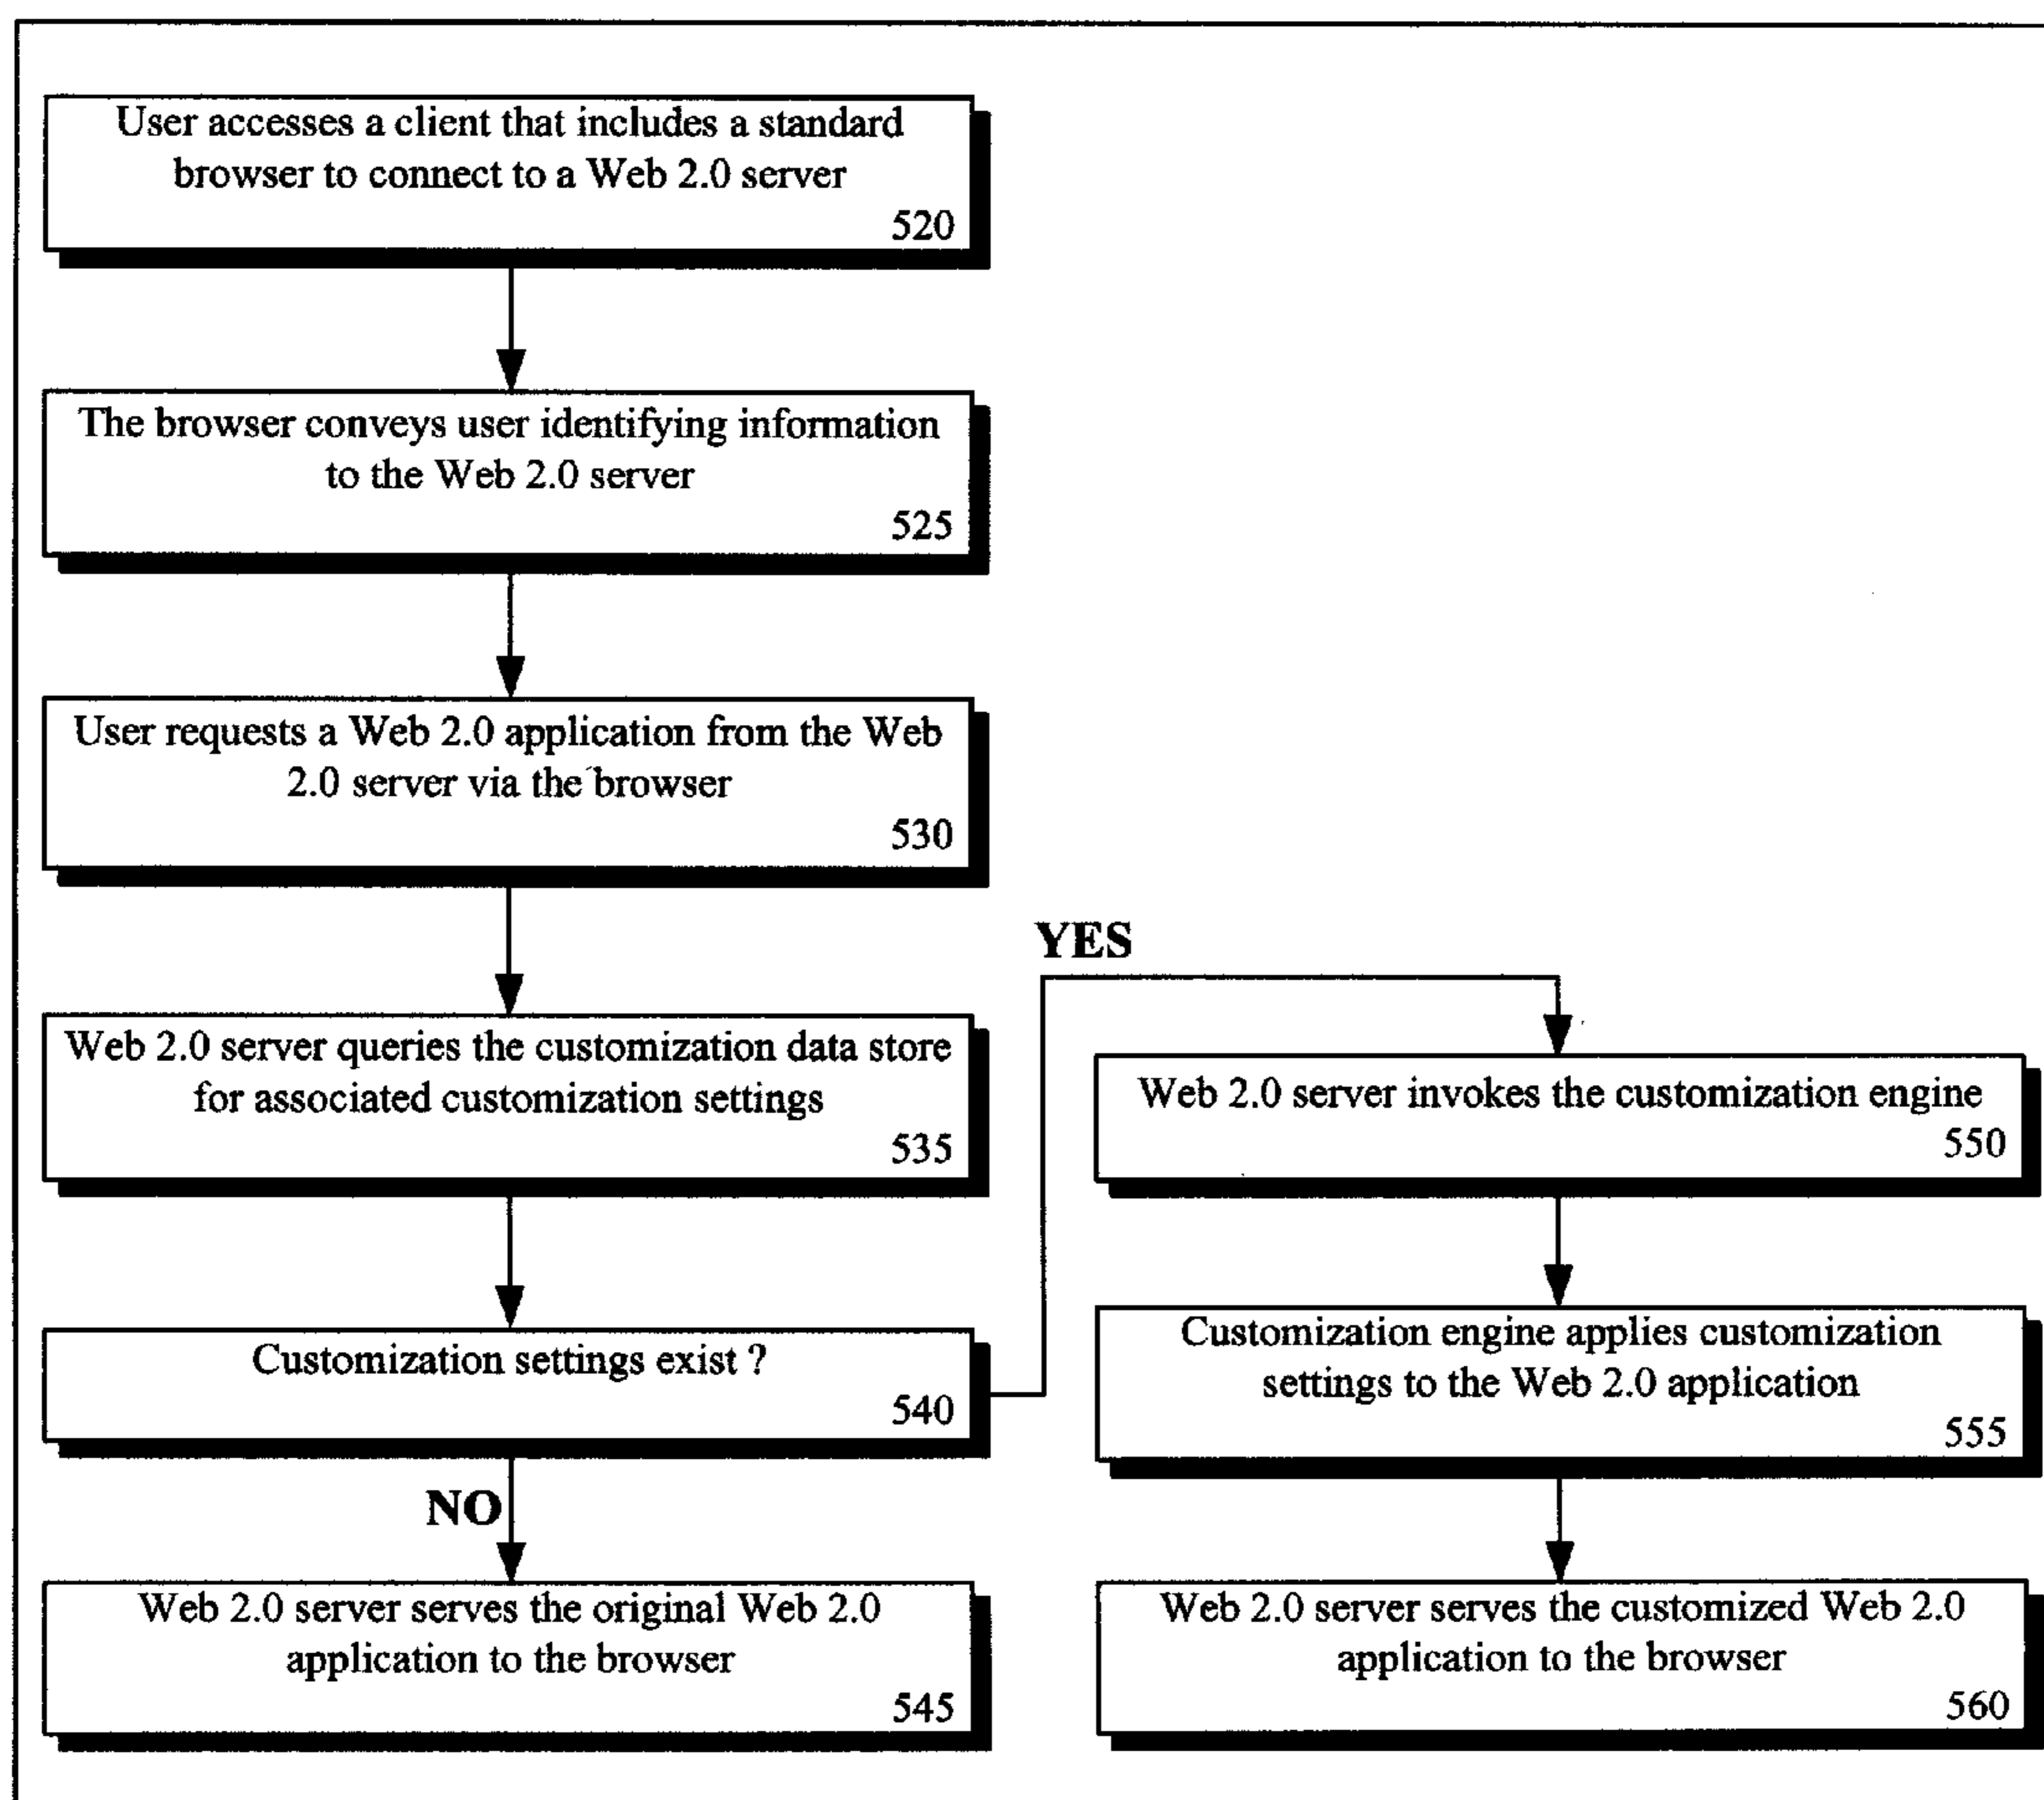 User accesses a client that includes a standard
browser to connect to a Web 2.0 server
520
The browser conveys user identifying information
to the Web 2.0 server
525
User requests a Web 2.0 application from the Web
2.0 server via the browser
530
Web 2.0 server queries the customization data store
for associated customization settings
535
Customization settings exist ?
540
NO
Web 2.0 server serves the original Web 2.0
application to the browser
545
YES
Web 2.0 server invokes the customization engine
550
Customization engine applies customization
settings to the Web 2.0 application
555
Web 2.0 server serves the customized Web 2.0
application to the browser
560